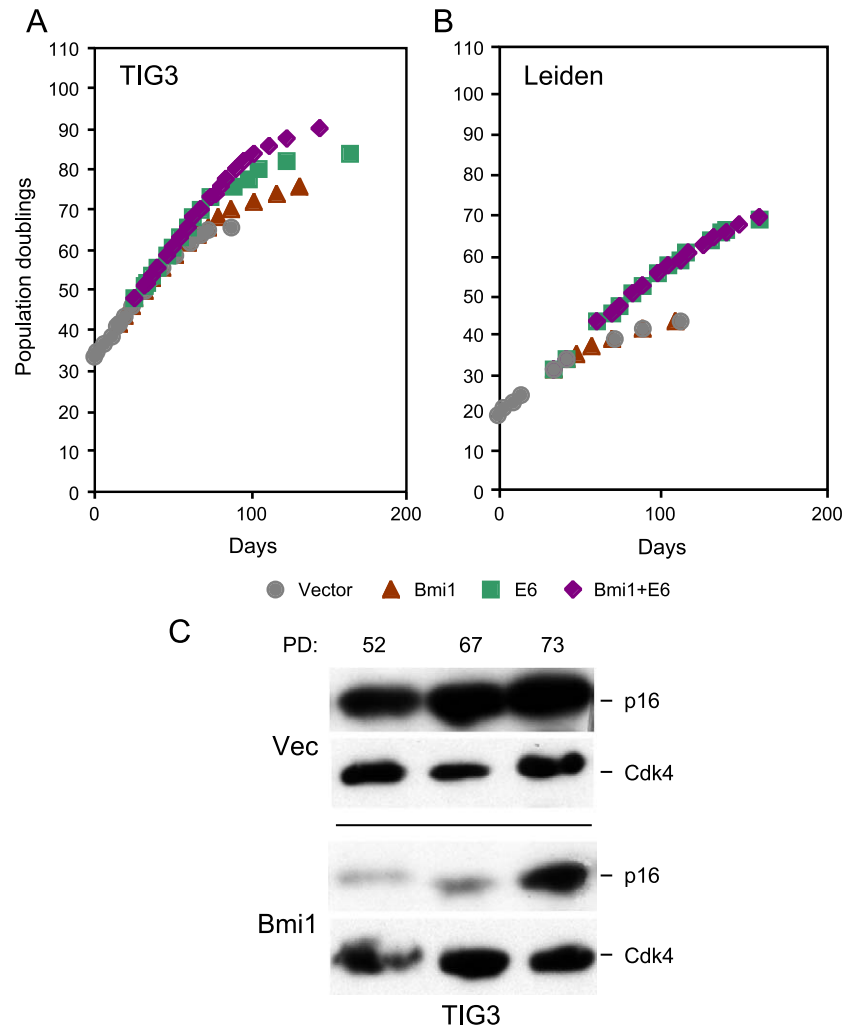 A
B
TIG3
Leiden
Population doublings
110
100
90
80
70
60
50
40
30
20
10
0
110
100
90
80
70
60
50
40
30
20
10
0
0 100 200
0 100 200
Days
Days
Vector Bmi1 E6 Bmi1+E6
C
PD: 52 67 73
p16
Vec
Cdk4
p16
Bmi1
Cdk4
TIG3